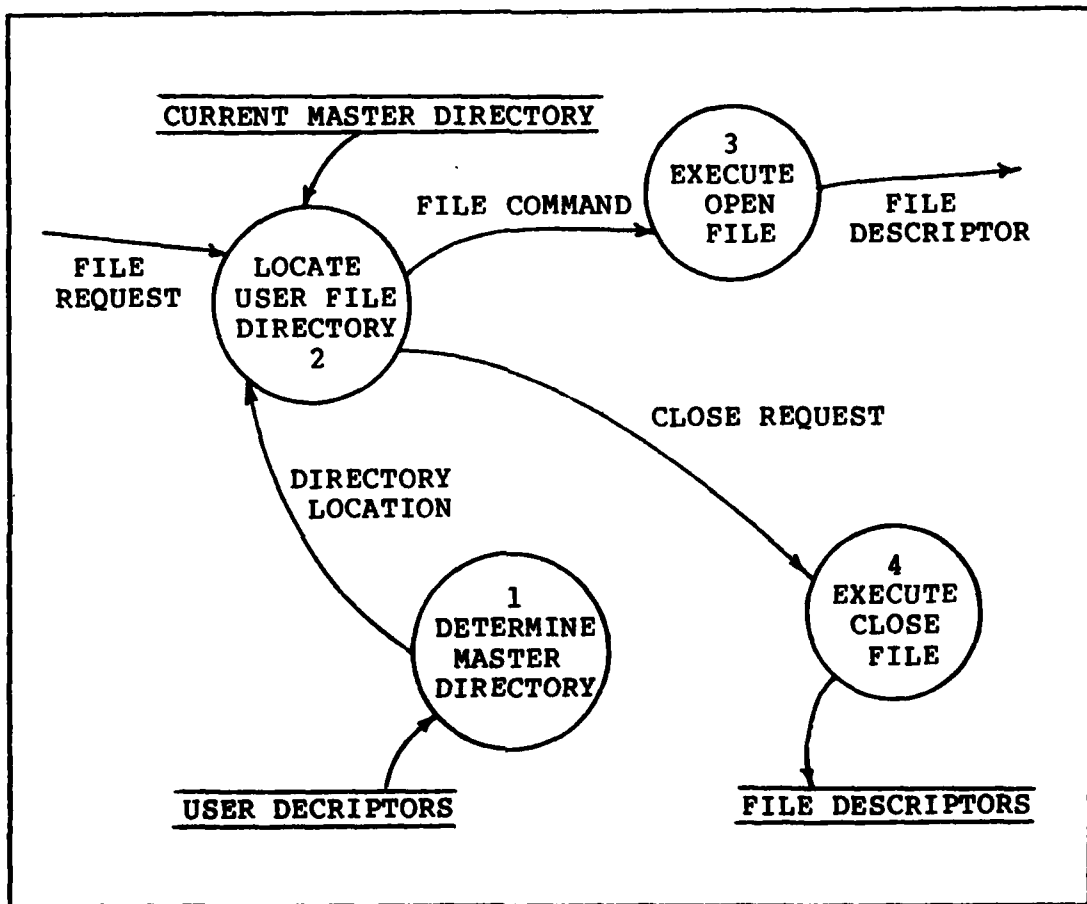 CURRENT MASTER DIRECTORY
3
EXECUTE
OPEN
FILE
FILE COMMAND
FILE
DESCRIPTOR
FILE
REQUEST
LOCATE
USER FILE
DIRECTORY
2
CLOSE REQUEST
DIRECTORY
LOCATION
1
DETERMINE
MASTER
DIRECTORY
4
EXECUTE
CLOSE
FILE
USER DECRIPTORS
FILE DESCRIPTORS